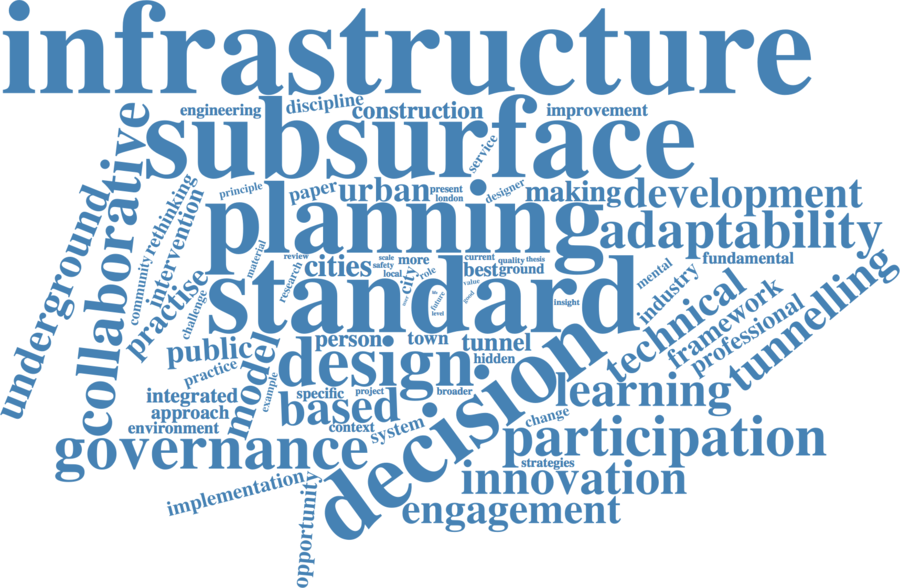 infrastructure
engineering
discipline
construction
improvement
subsurface
service
collaborative
underground
community
rethinking
intervention
principle
paper
urban
present
london
designer
making
development
planning
adaptability
practise
challenge
material
review
research
cities
scale
safety
local
more
city
role
current
best
quality
thesis
ground
fundamental
mental
industry
standard
future
level
value
good
insight
technical
framework
professional
tunnelling
public
person
town
tunnel
hidden
model
design
decision
practice
example
integrated
approach
environment
specific
project
broader
based
context
system
learning
change
governance
participation
strategies
innovation
engagement
implementation
opportunity